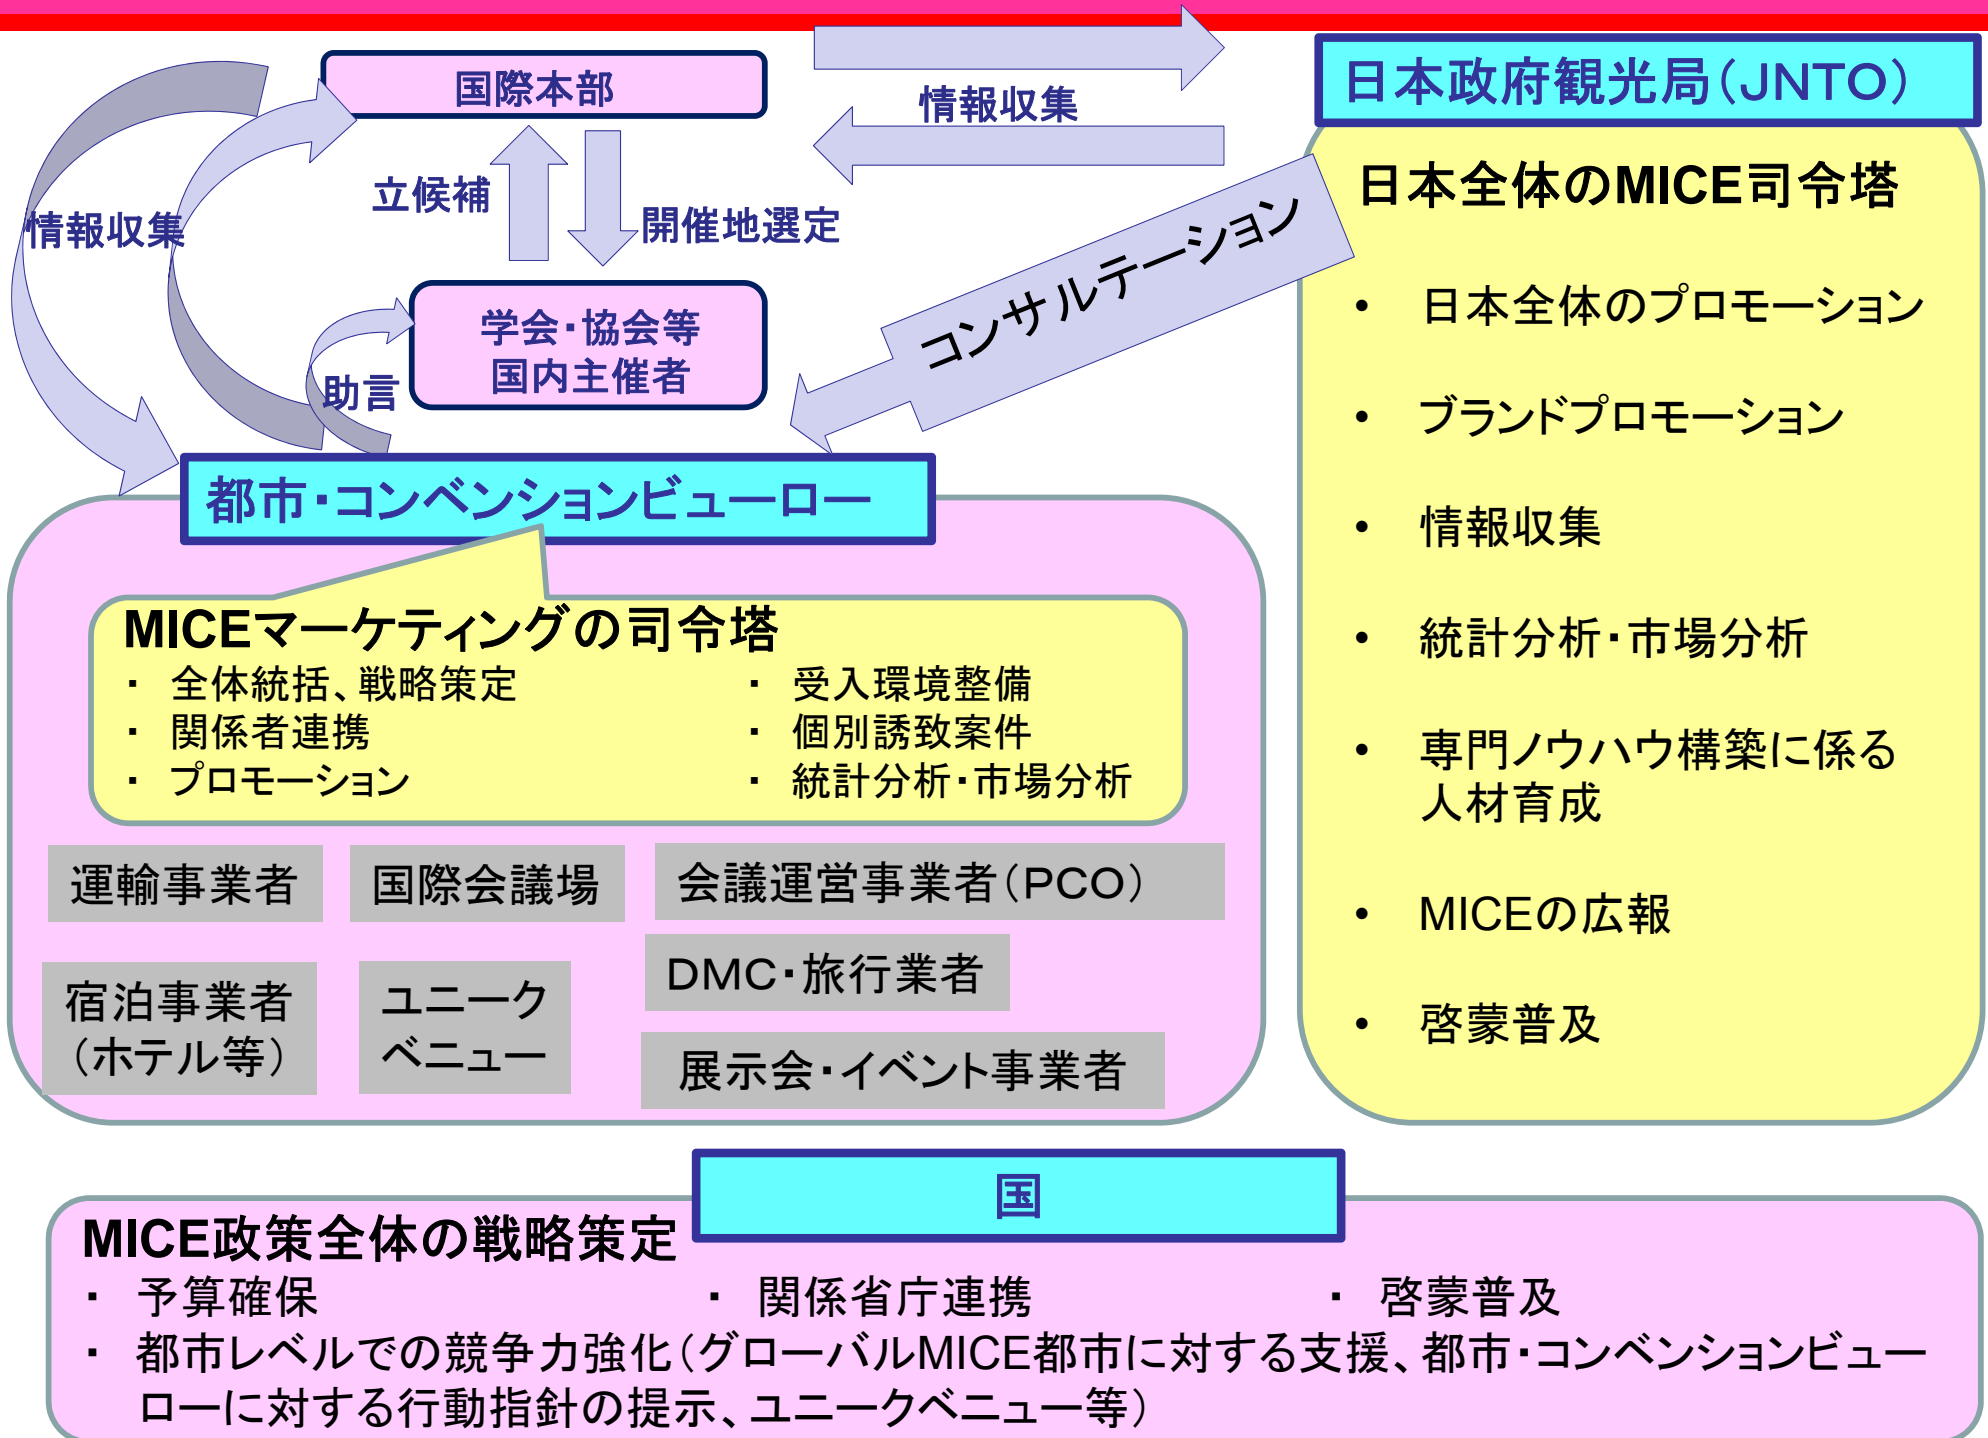 国際本部
情報収集
日本政府観光局（JNTO）
立候補
開催地選定
情報収集
学会・協会等
国内主催者
助言
コンサルテーション
日本全体のMICE司令塔
• 日本全体のプロモーション
• ブランドプロモーション
• 情報収集
• 統計分析・市場分析
• 専門ノウハウ構築に係る
人材育成
• MICEの広報
• 啓蒙普及
都市・コンベンションビューロー
MICEマーケティングの司令塔
・ 全体統括、戦略策定
・ 関係者連携
・ プロモーション
・ 受入環境整備
・ 個別誘致案件
・ 統計分析・市場分析
運輸事業者
国際会議場
会議運営事業者（PCO）
宿泊事業者
（ホテル等）
ユニーク
ベニュー
DMC・旅行業者
展示会・イベント事業者
国
MICE政策全体の戦略策定
・ 予算確保 ・ 関係省庁連携 ・ 啓蒙普及
・ 都市レベルでの競争力強化（グローバルMICE都市に対する支援、都市・コンベンションビュー
ローに対する行動指針の提示、ユニークベニュー等）